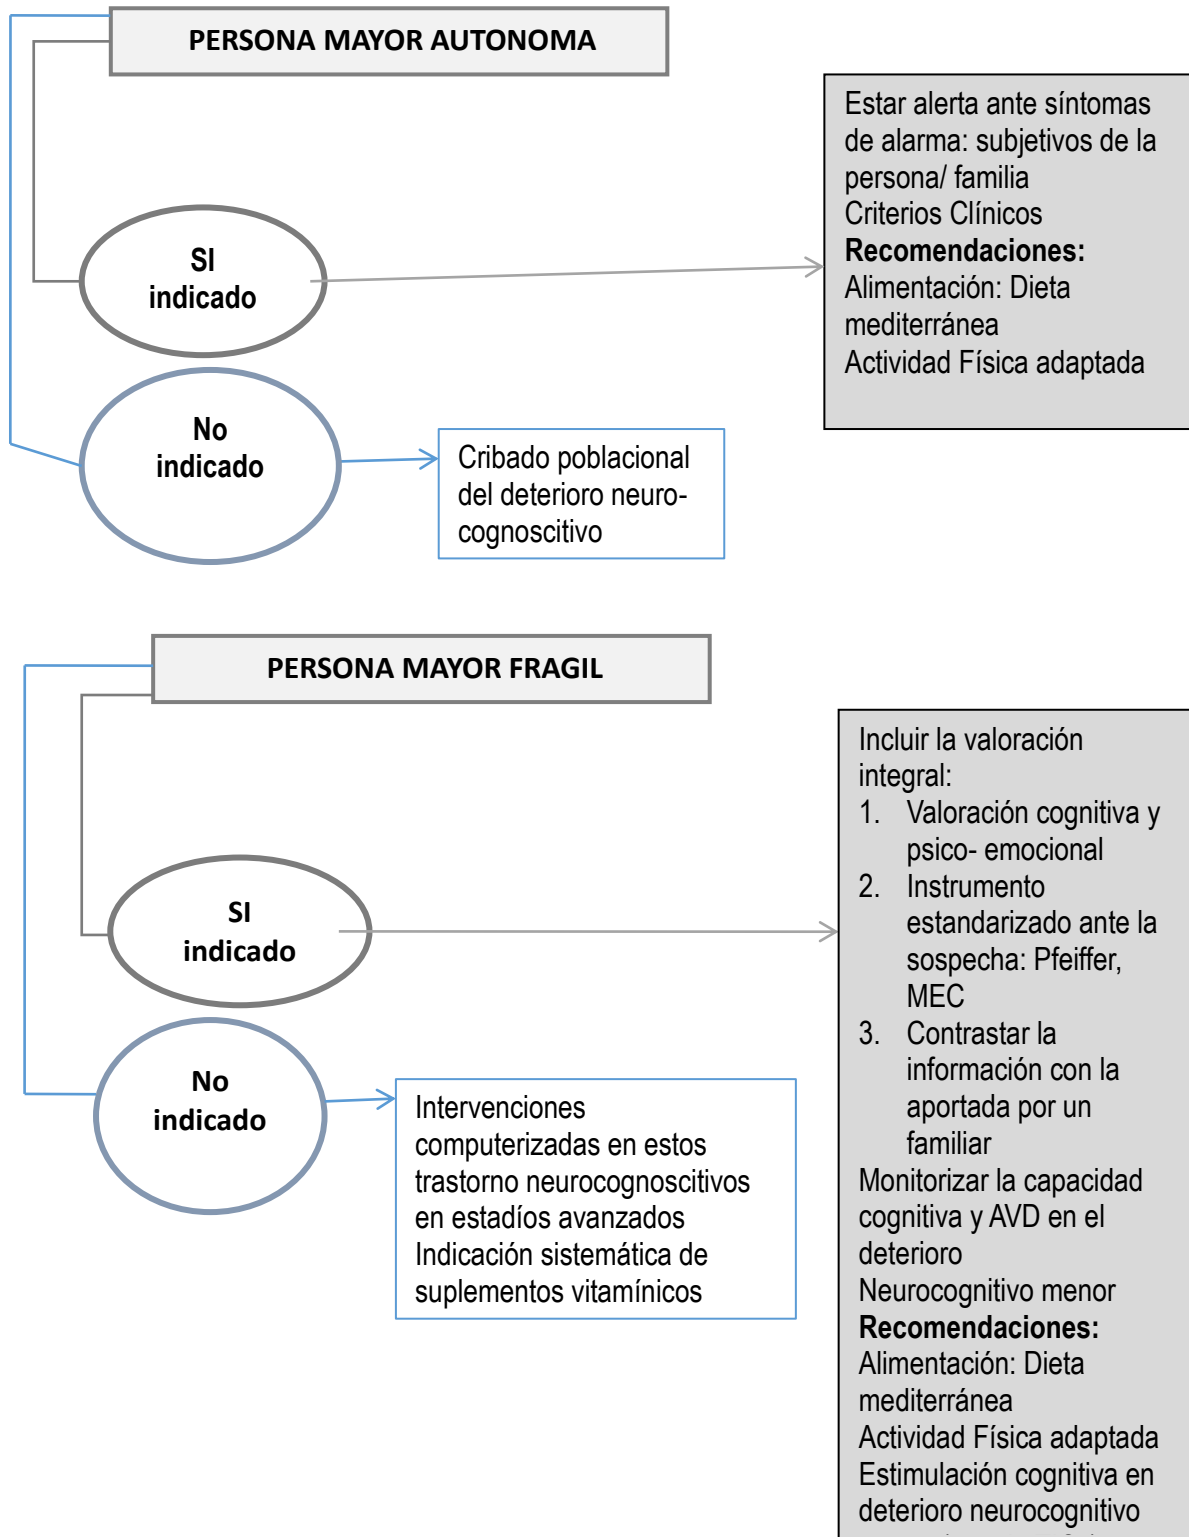 PERSONA MAYOR AUTONOMA
Estar alerta ante síntomas
de alarma: subjetivos de la
persona/ familia
Criterios Clínicos
Recomendaciones:
Alimentación: Dieta
mediterránea
Actividad Física adaptada
SI
indicado
No
indicado
Cribado poblacional
del deterioro neuro-
cognoscitivo
PERSONA MAYOR FRAGIL
Incluir la valoración
integral:
1. Valoración cognitiva y
psico- emocional
2. Instrumento
estandarizado ante la
sospecha: Pfeiffer,
MEC
3. Contrastar la
información con la
aportada por un
familiar
Monitorizar la capacidad
cognitiva y AVD en el
deterioro
Neurocognitivo menor
Recomendaciones:
Alimentación: Dieta
mediterránea
Actividad Física adaptada
Estimulación cognitiva en
deterioro neurocognitivo
SI
indicado
No
indicado
Intervenciones
computerizadas en estos
trastorno neurocognoscitivos
en estadíos avanzados
Indicación sistemática de
suplementos vitamínicos